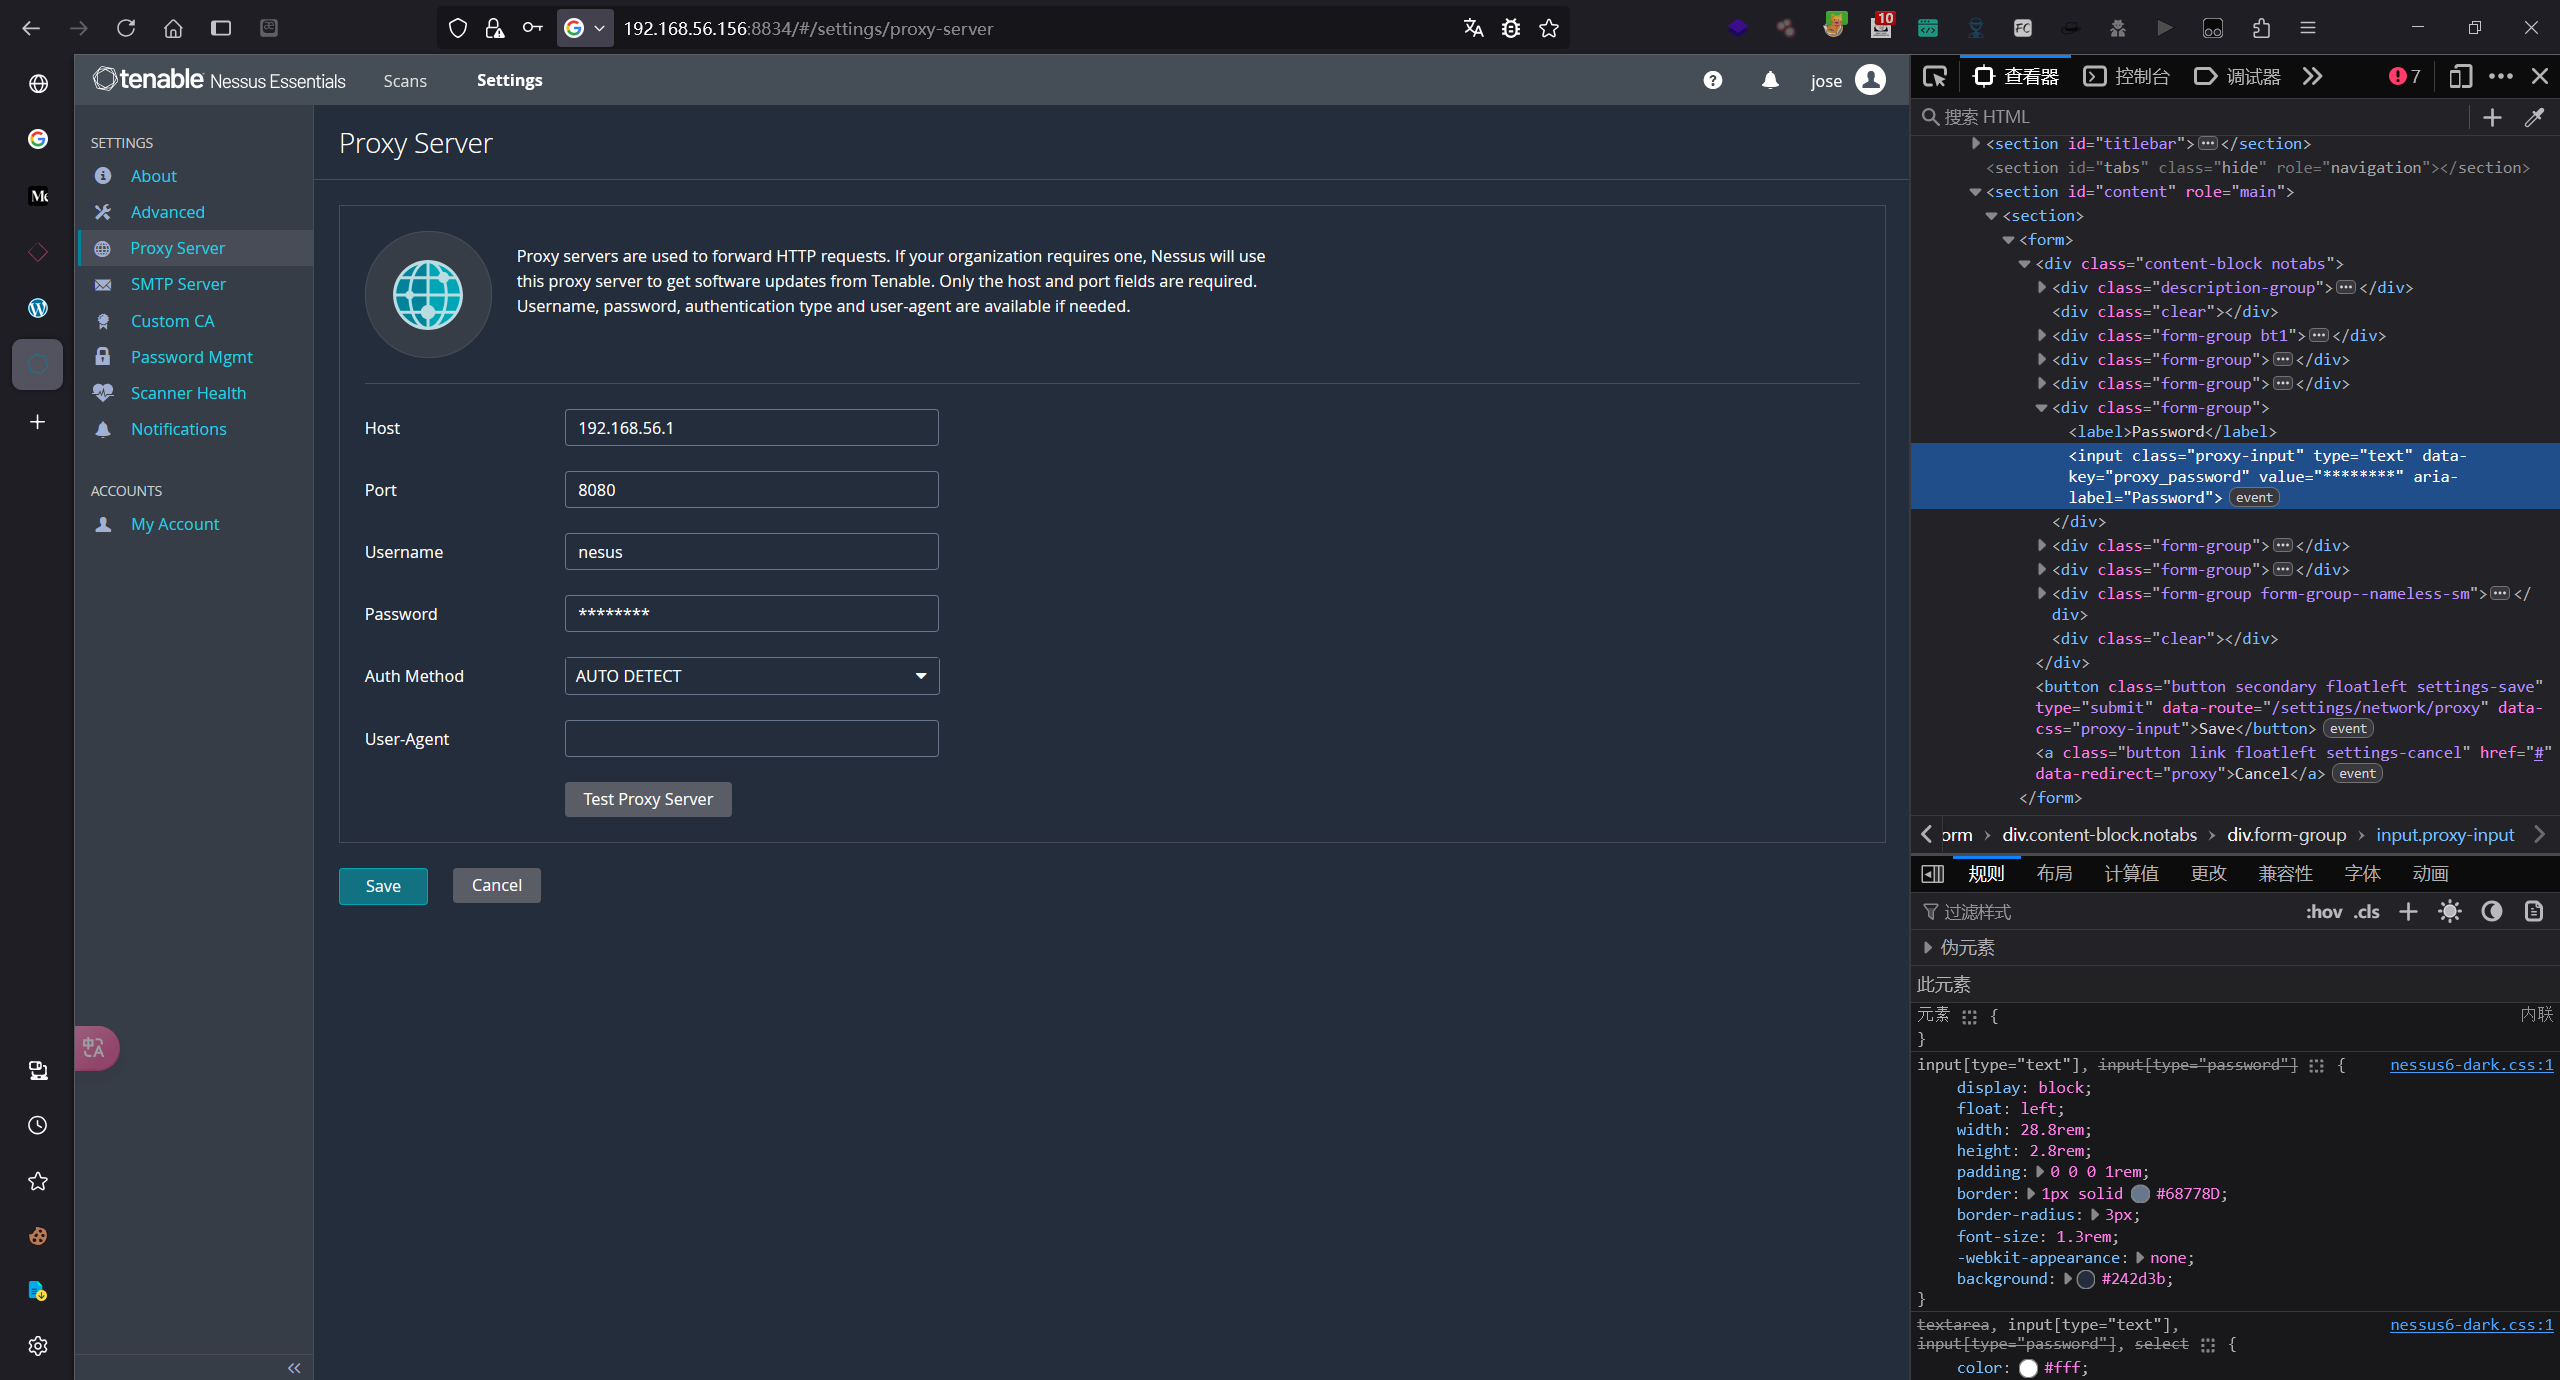 192.168.56.156:8834/#/settings/proxy-server
10
FC
tenable Nessus Essentials
Scans
Settings
jose
SETTINGS
About
Advanced
Proxy Server
SMTP Server
Custom CA
Password Mgmt
Scanner Health
Notifications
ACCOUNTS
My Account
Proxy Server
Proxy servers are used to forward HTTP requests. If your organization requires one, Nessus will use
this proxy server to get software updates from Tenable. Only the host and port fields are required.
Username, password, authentication type and user-agent are available if needed.
Host
192.168.56.1
Port
8080
Username
nesus
Password
********
Auth Method
AUTO DETECT
User-Agent
Test Proxy Server
Save
Cancel
查看器
控制台
调试器
7
搜索 HTML
<section id="titlebar"></section>
<section id="tabs" class="hide" role="navigation"></section>
<section id="content" role="main">
<section>
<form>
<div class="content-block notabs">
<div class="description-group"></div>
<div class="clear"></div>
<div class="form-group bt1"></div>
<div class="form-group"></div>
<div class="form-group"></div>
<div class="form-group">
<label>Password</label>
<input class="proxy-input" type="text" data-
key="proxy_password" value="********" aria-
label="Password"> event
</div>
<div class="form-group"></div>
<div class="form-group"></div>
<div class="form-group form-group--nameless-sm"></
div>
<div class="clear"></div>
</div>
<button class="button secondary floatleft settings-save"
type="submit" data-route="/settings/network/proxy" data-
css="proxy-input">Save</button> event
<a class="button link floatleft settings-cancel" href="#"
data-redirect="proxy">Cancel</a> event
</form>
orm › div.content-block.notabs › div.form-group › input.proxy-input
规则 布局 计算值 更改 兼容性 字体 动画
过滤样式
:hov .cls
伪元素
此元素
元素 {
内联
}
input[type="text"], input[type="password"] {
nessus6-dark.css:1
display: block;
float: left;
width: 28.8rem;
height: 2.8rem;
padding: 0 0 0 1rem;
border: 1px solid #68778D;
border-radius: 3px;
font-size: 1.3rem;
-webkit-appearance: none;
background: #242d3b;
}
textarea, input[type="text"],
nessus6-dark.css:1
input[type="password"], select {
color: #fff;